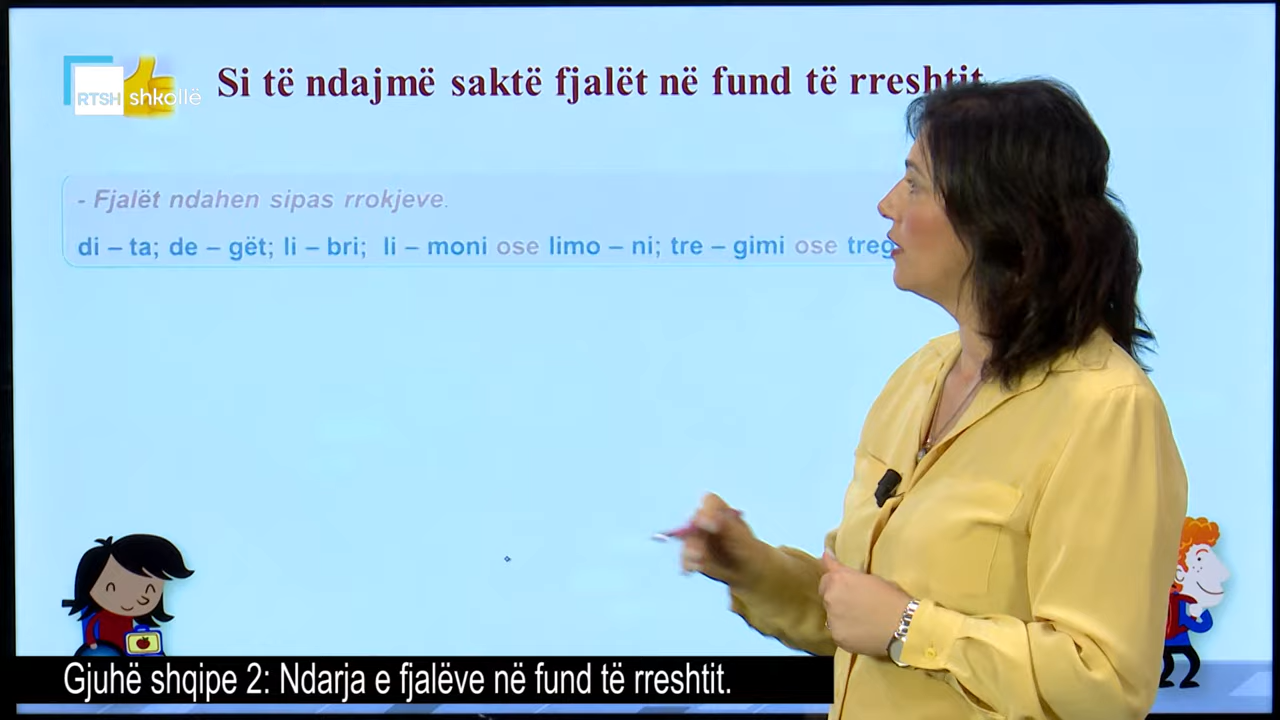 RTSH shkollë
Si të ndajmë saktë fjalët në fund të rreshtit
- Fjalët ndahen sipas rrokjeve.
di – ta; de – gët; li – bri; li – moni ose limo – ni; tre – gimi ose treg
Gjuhë shqipe 2: Ndarja e fjalëve në fund të rreshtit.